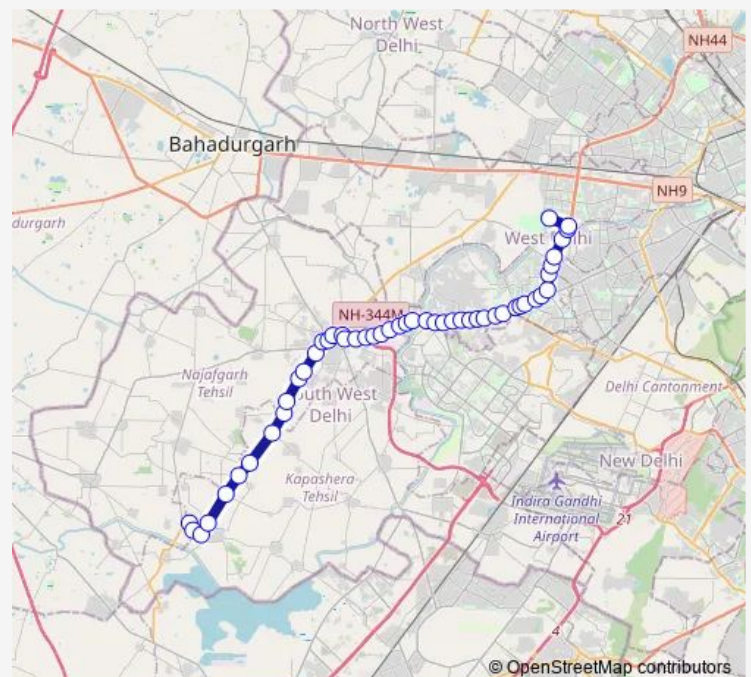 North West
Delhi
NH44
Bahadurgarh
NH9
durgarh
West Delhi
NH-344M
Najafgarh
Tehsil
South West
Delhi
Delhi Cantonment
New Delhi
Kapashera
Tehsil
Indira Gandhi
International
Airport
21
4
© OpenStreetMap contributors